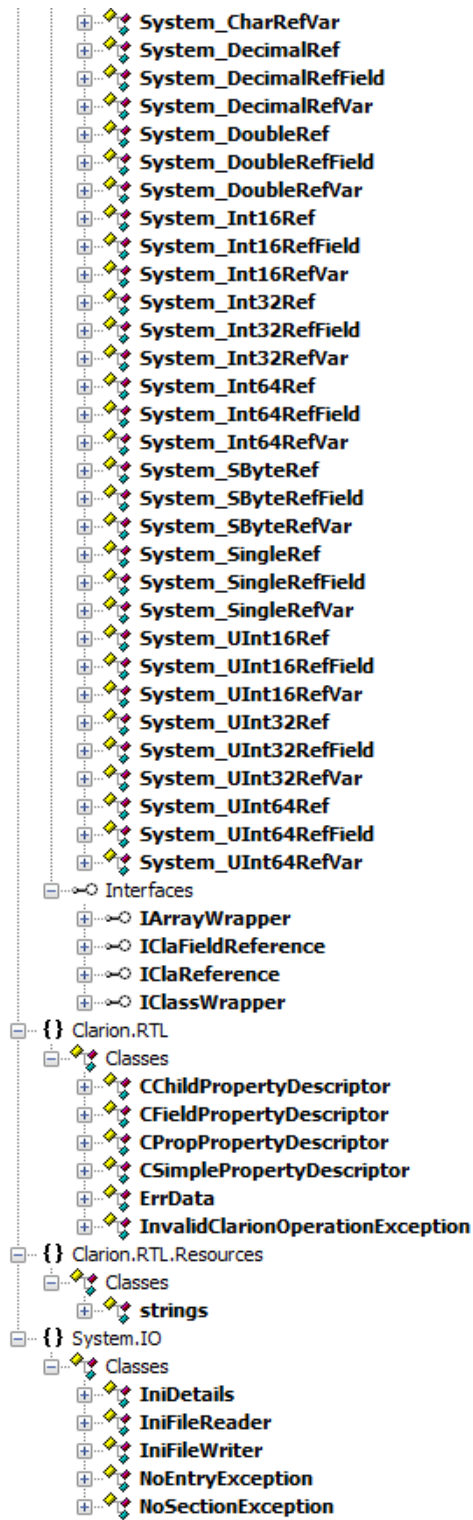 System_CharRefVar
System_DecimalRef
System_DecimalRefField
System_DecimalRefVar
System_DoubleRef
System_DoubleRefField
System_DoubleRefVar
System_Int16Ref
System_Int16RefField
System_Int16RefVar
System_Int32Ref
System_Int32RefField
System_Int32RefVar
System_Int64Ref
System_Int64RefField
System_Int64RefVar
System_SByteRef
System_SByteRefField
System_SByteRefVar
System_SingleRef
System_SingleRefField
System_SingleRefVar
System_UInt16Ref
System_UInt16RefField
System_UInt16RefVar
System_UInt32Ref
System_UInt32RefField
System_UInt32RefVar
System_UInt64Ref
System_UInt64RefField
System_UInt64RefVar
Interfaces
IArrayWrapper
IClaFieldReference
IClaReference
IClassWrapper
{} Clarion.RTL
Classes
CChildPropertyDescriptor
CFieldPropertyDescriptor
CPropPropertyDescriptor
CSimplePropertyDescriptor
ErrData
InvalidClarionOperationException
{} Clarion.RTL.Resources
Classes
strings
{} System.IO
Classes
IniDetails
IniFileReader
IniFileWriter
NoEntryException
NoSectionException